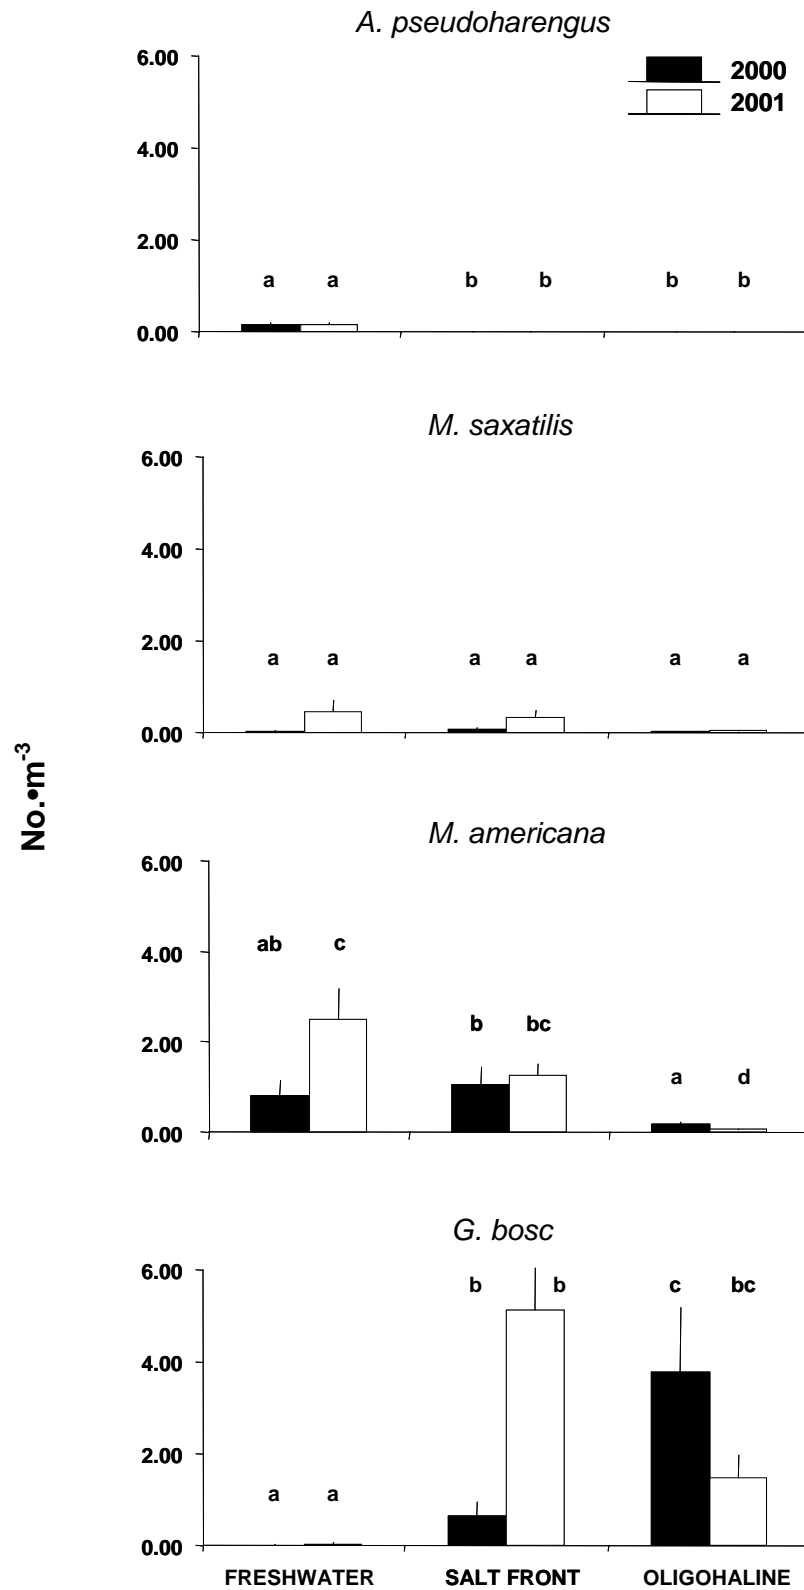 A. pseudoharengus
6.00
2000
2001
4.00
2.00
a a b b b b
0.00
M. saxatilis
6.00
4.00
2.00
a a a a a a
0.00
No.•m-3
M. americana
6.00
ab c
4.00
b bc
2.00
a d
0.00
G. bosc
6.00
b b c bc
4.00
2.00
a a
0.00
FRESHWATER SALT FRONT OLIGOHALINE